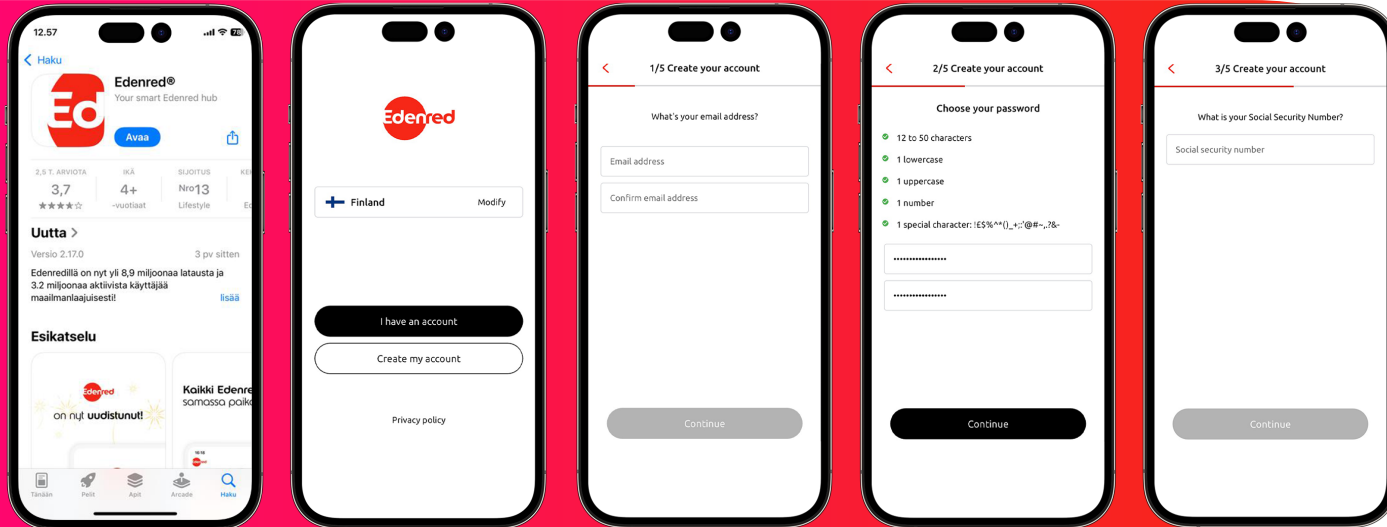 12.57
78
Haku
Ed
Edenred®
Your smart Edenred hub
Avaa
2,5 T. ARVIOTA
IKÄ
SIJOITUS
3,7
4+
Nro13
-vuotiaat
Lifestyle
Uutta
Versio 2.17.0
3 pv sitten
Edenredillä on nyt yli 8,9 miljoonaa latausta ja
3.2 miljoonaa aktiivista käyttäjää
maailmanlaajuisesti!
lisää
Esikatselu
Edenred
on nyt uudistunut!
Kaikki Edenre
samassa paik
Tänään
Pelit
Apit
Arcade
Haku
Edenred
Finland
Modify
I have an account
Create my account
Privacy policy
1/5 Create your account
What's your email address?
Email address
Confirm email address
Continue
2/5 Create your account
Choose your password
12 to 50 characters
1 lowercase
1 uppercase
1 number
1 special character: !£$%^*()_+;:'@#~,.?&-
Continue
3/5 Create your account
What is your Social Security Number?
Social security number
Continue